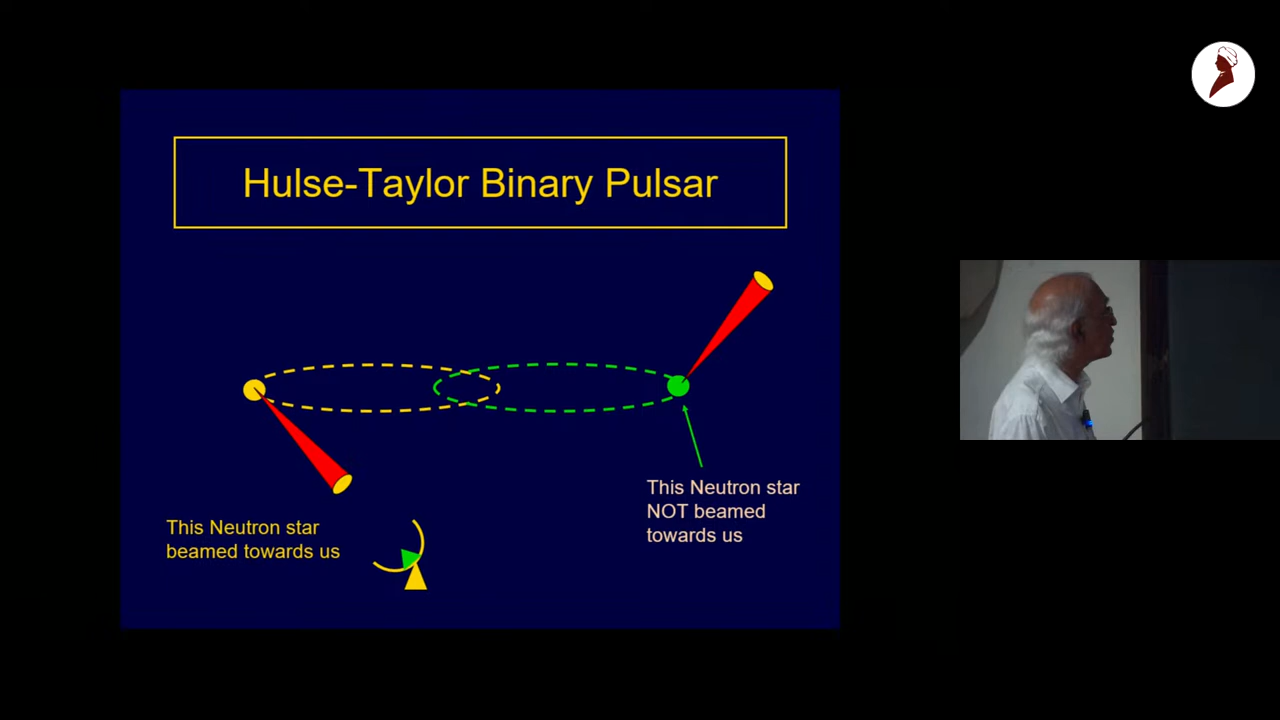 Hulse-Taylor Binary Pulsar
This Neutron star
NOT beamed
towards us
This Neutron star
beamed towards us